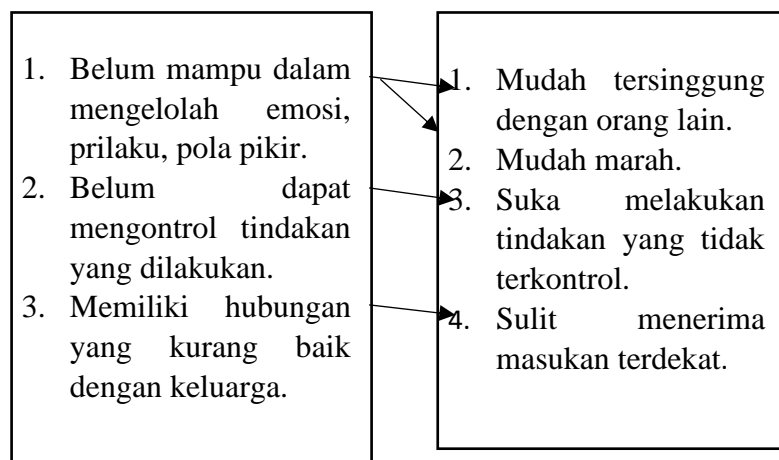 1. Belum mampu dalam
mengelolah emosi,
prilaku, pola pikir.
2. Belum dapat
mengontrol tindakan
yang dilakukan.
3. Memiliki hubungan
yang kurang baik
dengan keluarga.
1. Mudah tersinggung
dengan orang lain.
2. Mudah marah.
3. Suka melakukan
tindakan yang tidak
terkontrol.
4. Sulit menerima
masukan terdekat.